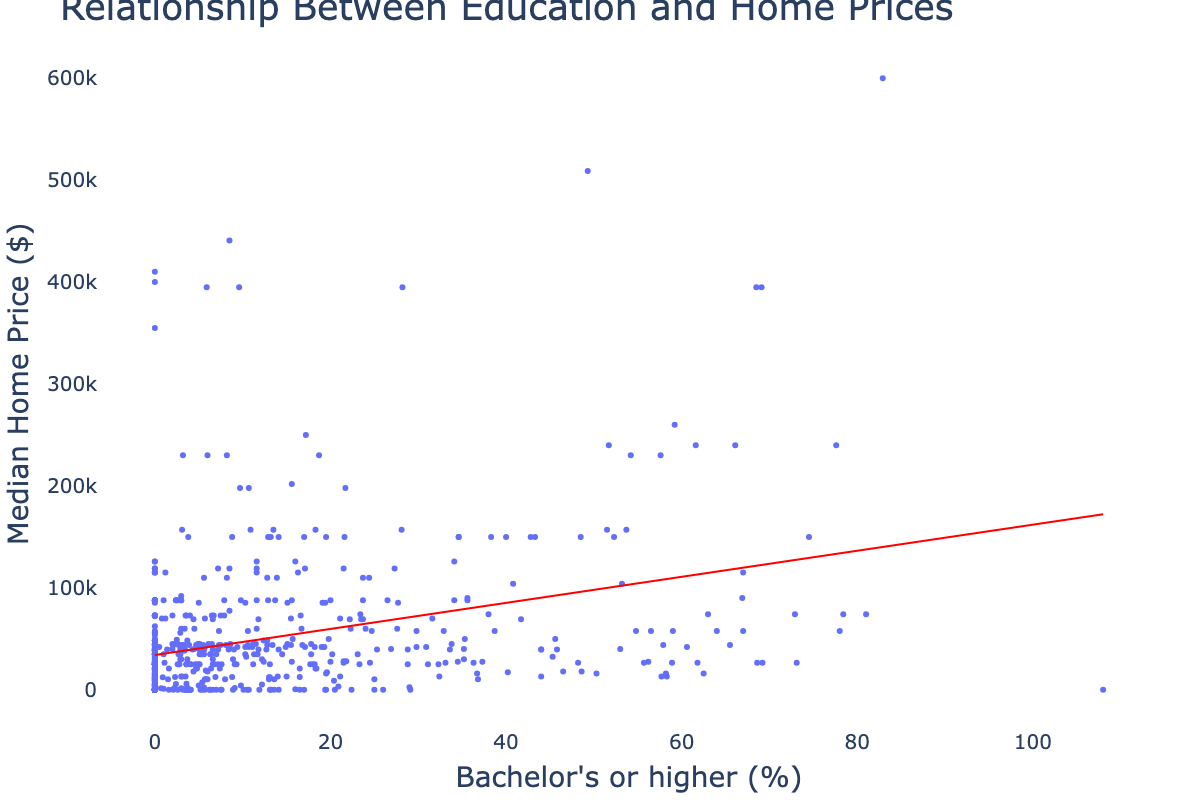 Relationship Between Education and Home Prices
600k
500k
400k
300k
200k
100k
0
Median Home Price ($)
0 20 40 60 80 100
Bachelor's or higher (%)